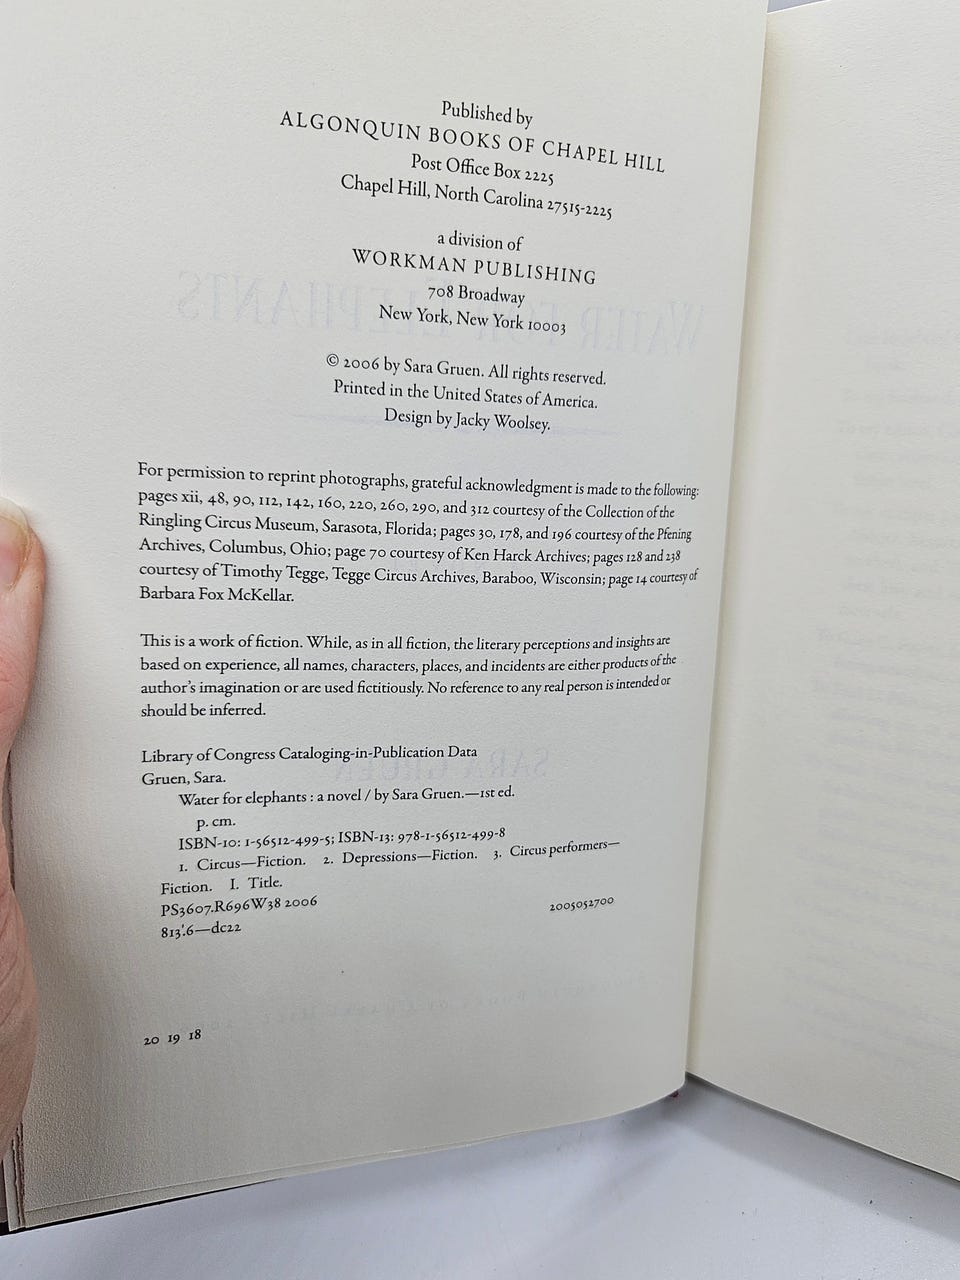 Published by
ALGONQUIN BOOKS OF CHAPEL HILL
Post Office Box 2225
Chapel Hill, North Carolina 27515-2225
a division of
WORKMAN PUBLISHING
708 Broadway
New York, New York 10003
© 2006 by Sara Gruen. All rights reserved.
Printed in the United States of America.
Design by Jacky Woolsey.
For permission to reprint photographs, grateful acknowledgment is made to the following:
pages xii, 48, 90, 112, 142, 160, 220, 260, 290, and 312 courtesy of the Collection of the
Ringling Circus Museum, Sarasota, Florida; pages 30, 178, and 196 courtesy of the Pfening
Archives, Columbus, Ohio; page 70 courtesy of Ken Harck Archives; pages 128 and 238
courtesy of Timothy Tegge, Tegge Circus Archives, Baraboo, Wisconsin; page 14 courtesy of
Barbara Fox McKellar.
This is a work of fiction. While, as in all fiction, the literary perceptions and insights are
based on experience, all names, characters, places, and incidents are either products of the
author's imagination or are used fictitiously. No reference to any real person is intended or
should be inferred.
Library of Congress Cataloging-in-Publication Data
Gruen, Sara.
Water for elephants : a novel / by Sara Gruen.—1st ed.
p. cm.
ISBN-10: 1-56512-499-5; ISBN-13: 978-1-56512-499-8
1. Circus—Fiction. 2. Depressions—Fiction. 3. Circus performers—
Fiction. I. Title.
PS3607.R696W38 2006 2005052700
813'.6—dc22
20 19 18
WATER FOR ELEPHANTS
SARA GRUEN